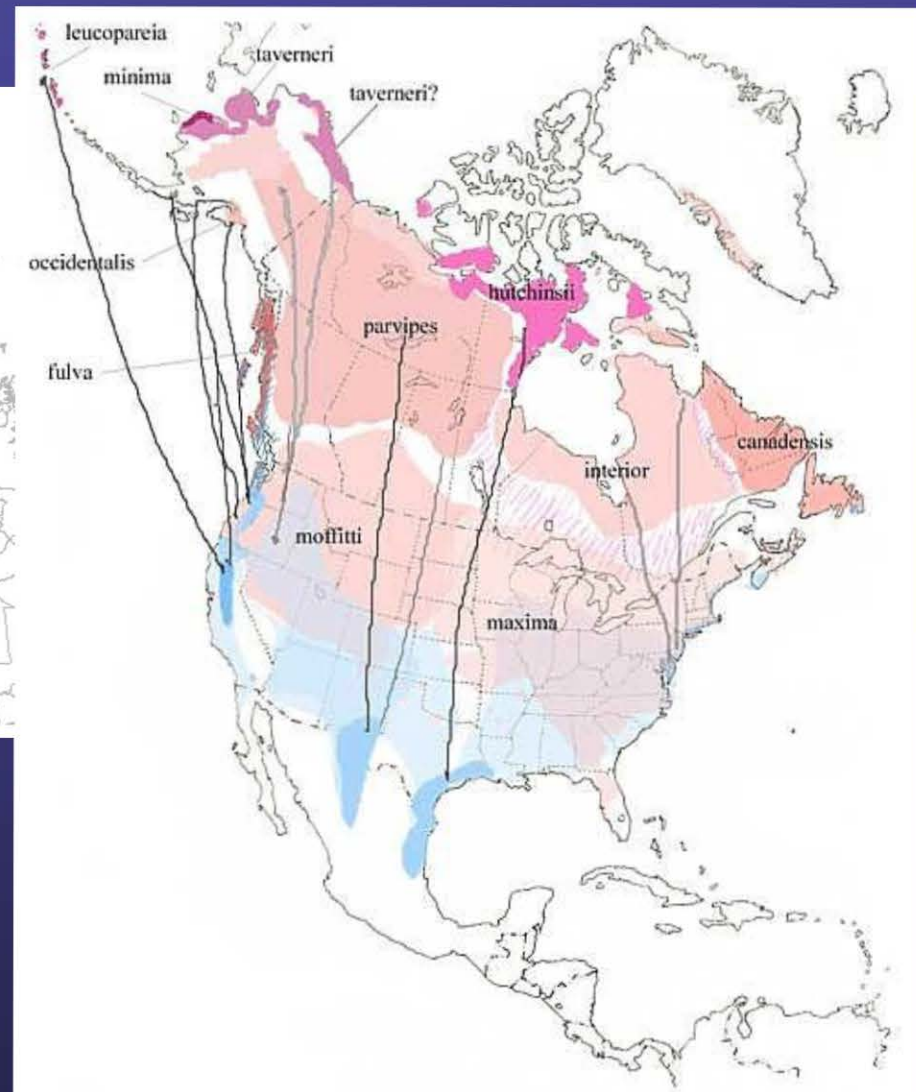 leucopareia
taverneri
minima
taverneri?
occidentalis
hutchinsii
parvipes
fulva
canadensis
interior
moffitti
maxima